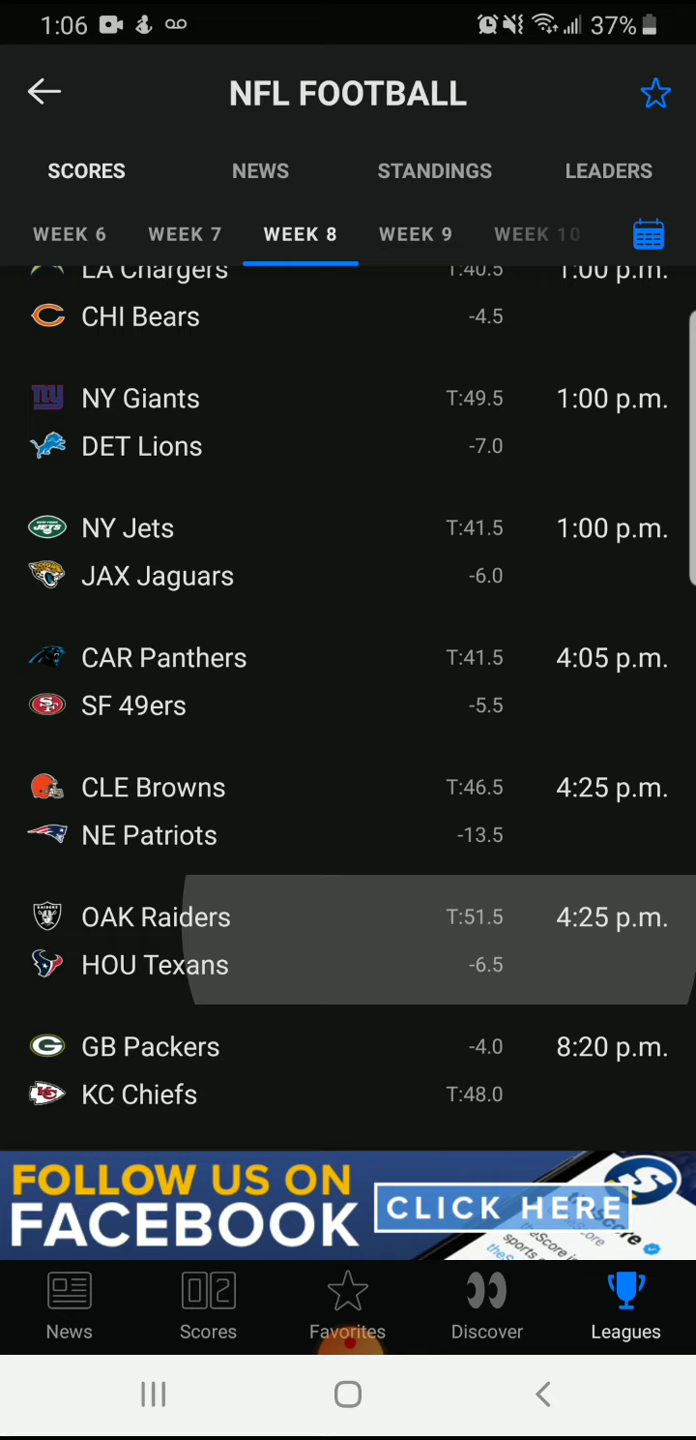 1:06 37%
NFL FOOTBALL
SCORES NEWS STANDINGS LEADERS
WEEK 6 WEEK 7 WEEK 8 WEEK 9 WEEK 10
LA Chargers T:40.5 1:00 p.m.
CHI Bears -4.5
NY Giants T:49.5 1:00 p.m.
DET Lions -7.0
NY Jets T:41.5 1:00 p.m.
JAX Jaguars -6.0
CAR Panthers T:41.5 4:05 p.m.
SF 49ers -5.5
CLE Browns T:46.5 4:25 p.m.
NE Patriots -13.5
OAK Raiders T:51.5 4:25 p.m.
HOU Texans -6.5
GB Packers -4.0 8:20 p.m.
KC Chiefs T:48.0
FOLLOW US ON
FACEBOOK
CLICK HERE
News Scores Favorites Discover Leagues